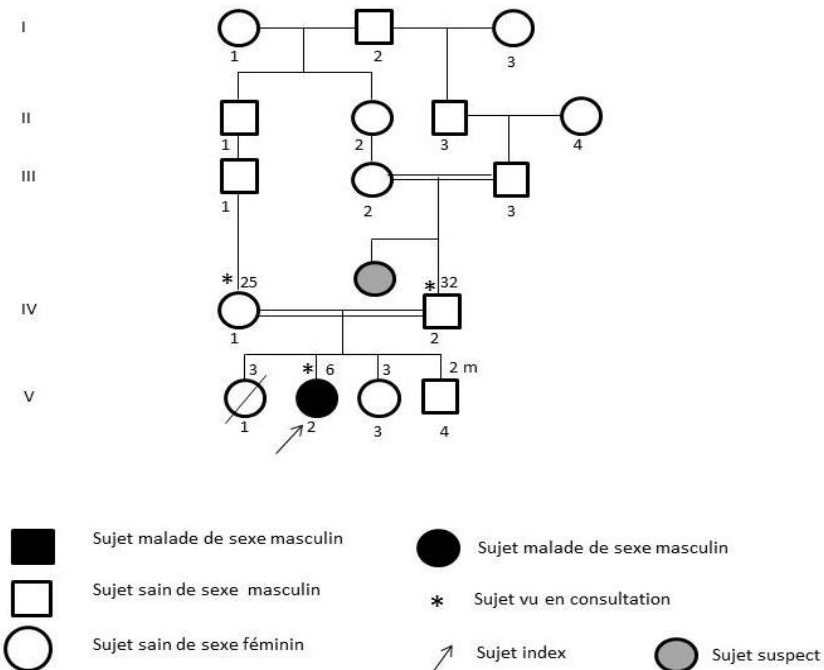 I
1
2
3
II
1
2
3
4
III
1
2
3
* 25
* 32
IV
1
2
3
* 6
3
2 m
V
1
2
3
4
Sujet malade de sexe masculin
Sujet malade de sexe masculin
Sujet sain de sexe masculin
* Sujet vu en consultation
Sujet sain de sexe féminin
Sujet index
Sujet suspect